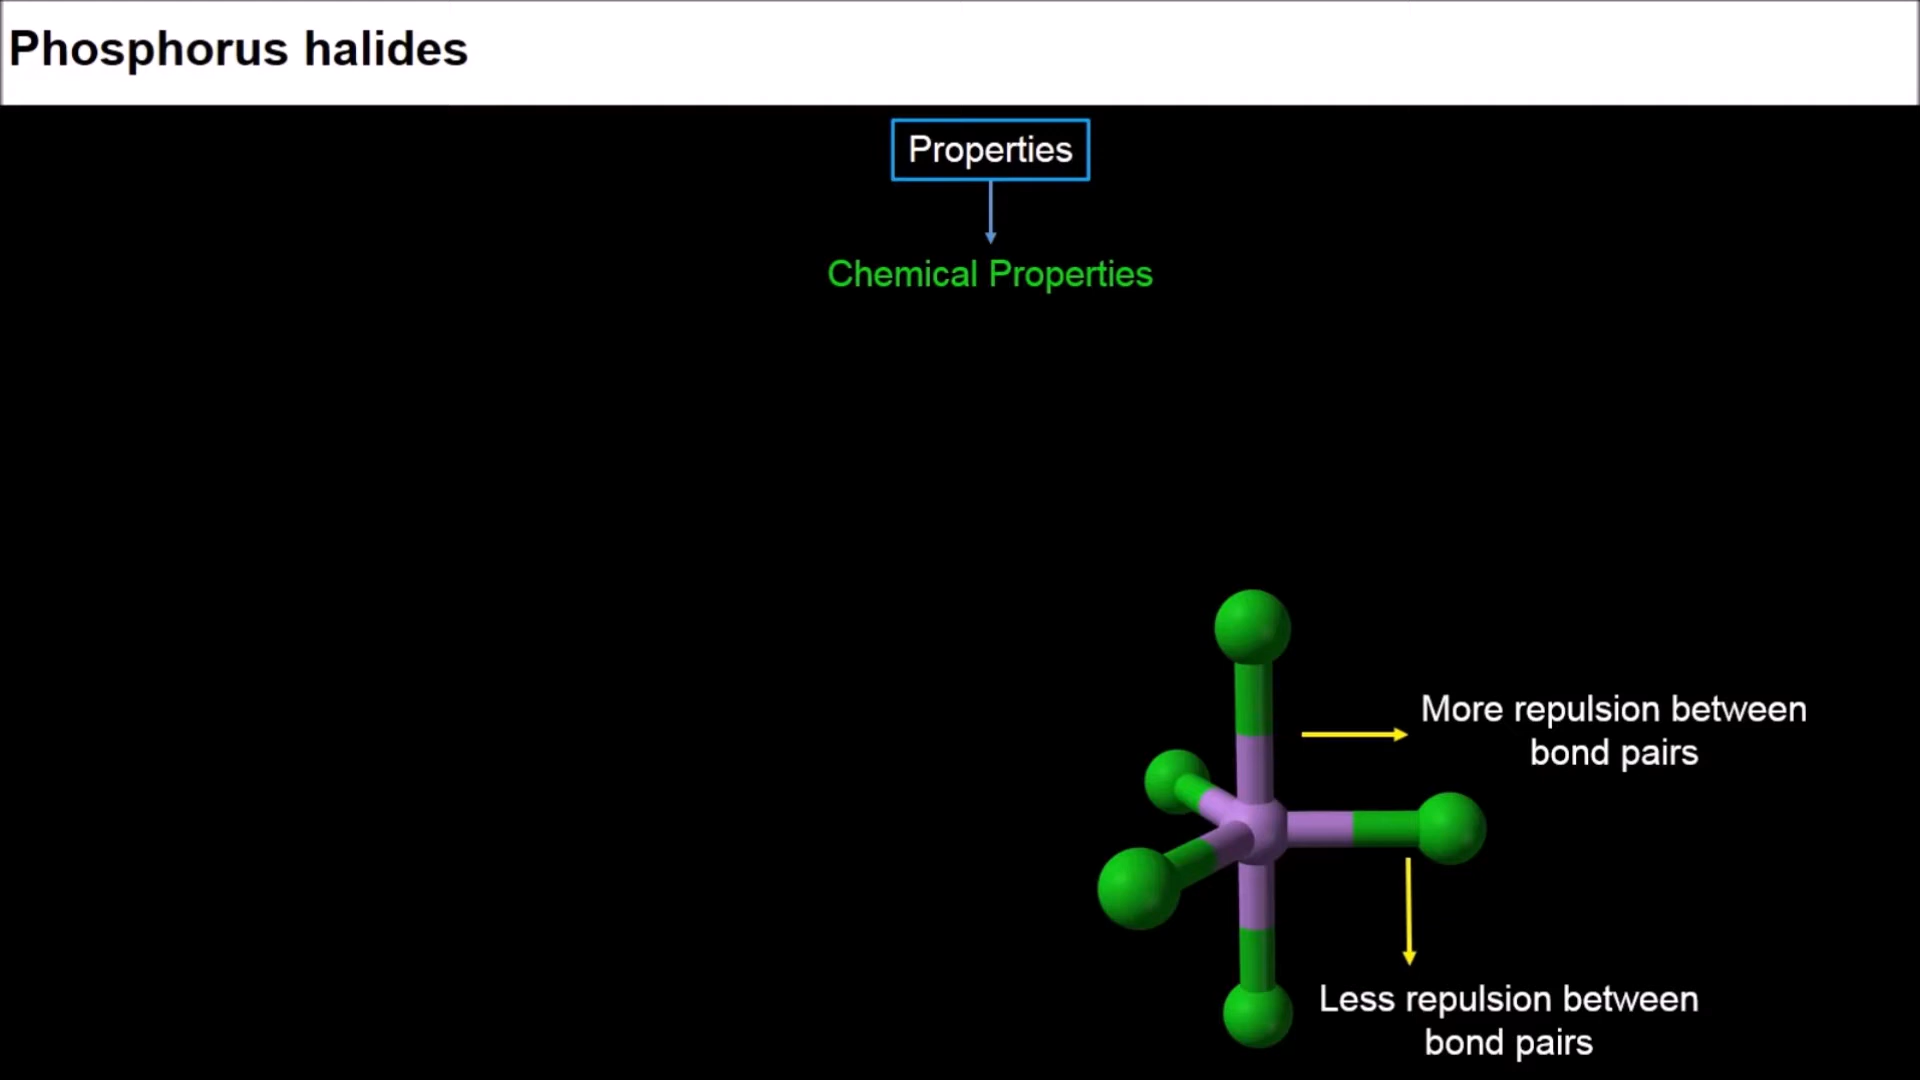 Phosphorus halides
Properties
Chemical Properties
More repulsion between
bond pairs
Less repulsion between
bond pairs